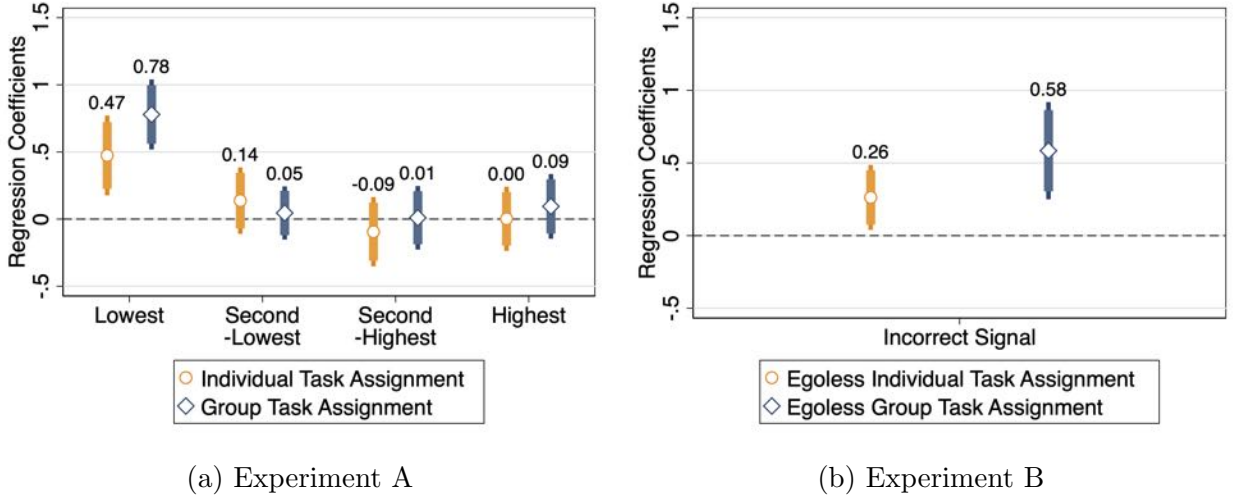 Regression Coefficients
1.5
1
.5
0
-.5
0.47
0.78
0.14
0.05
-0.09
0.01
0.00
0.09
Lowest
Second
-Lowest
Second
-Highest
Highest
Individual Task Assignment
Group Task Assignment
(a) Experiment A
Regression Coefficients
1.5
1
.5
0
-.5
0.26
0.58
Incorrect Signal
Egoless Individual Task Assignment
Egoless Group Task Assignment
(b) Experiment B